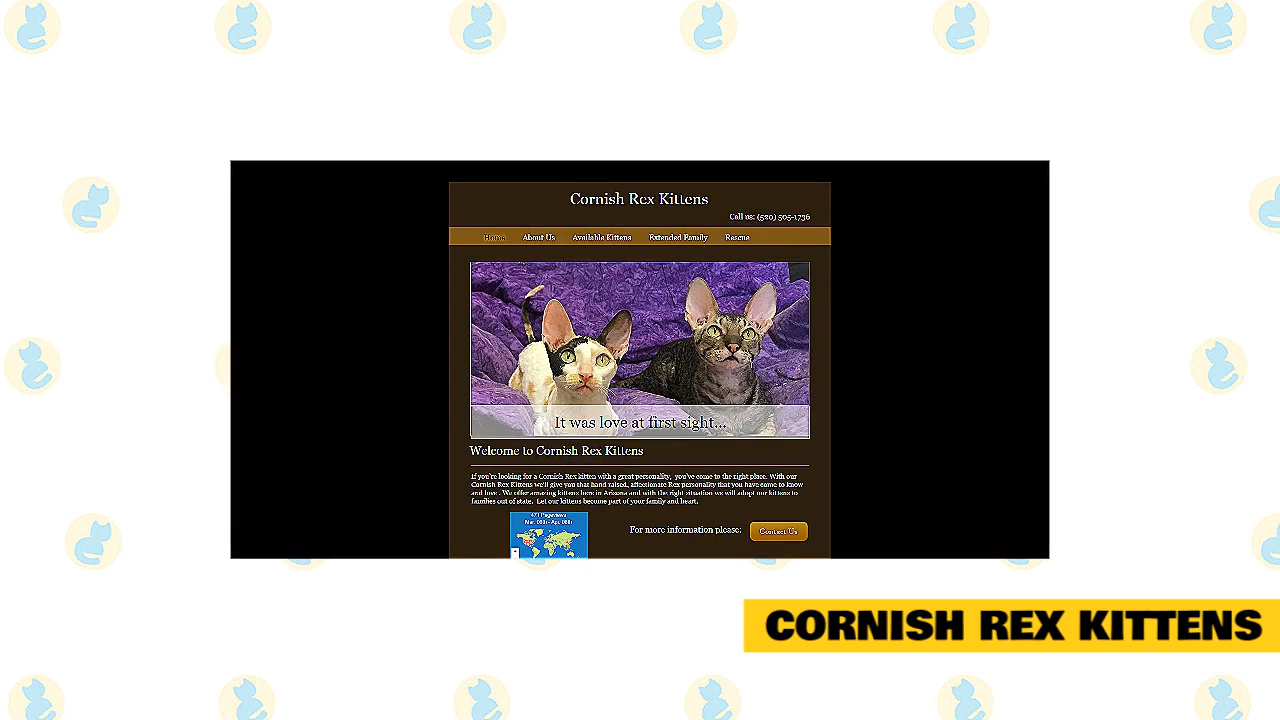 Cornish Rex Kittens
Call us: (520) 505-1736
Home About Us Available Kittens Extended Family Rescue
It was love at first sight...
Welcome to Cornish Rex Kittens
If you're looking for a Cornish Rex kitten with a great personality, you've come to the right place. With our
Cornish Rex Kittens we'll give you that hand raised, affectionate Rex personality that you have come to know
and love. We offer amazing kittens here in Arizona and with the right situation we will adopt our kittens to
families out of state. Let our kittens become part of your family and heart.
471 Pageviews
For more information please: Contact Us
CORNISH REX KITTENS